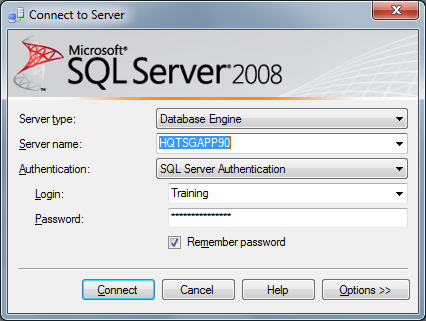 Connect to Server
Microsoft®
SQL Server® 2008
Server type: Database Engine
Server name: HQTSGAPP90
Authentication: SQL Server Authentication
Login: Training
Password: ***************
Remember password
Connect Cancel Help Options >>